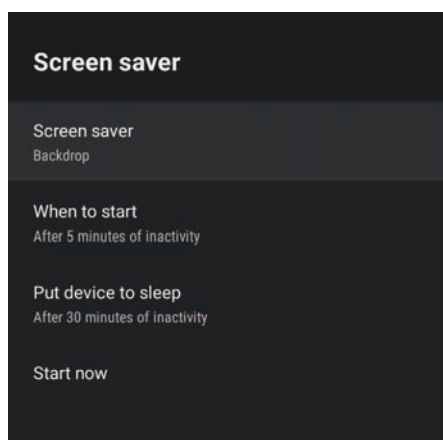 Screen saver
Screen saver
Backdrop
When to start
After 5 minutes of inactivity
Put device to sleep
After 30 minutes of inactivity
Start now